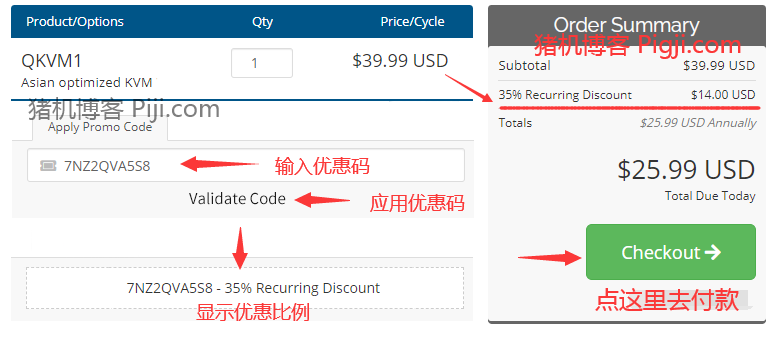 Product/Options Qty Price/Cycle
QKVM1 1 $39.99 USD
Asian optimized KVM
猪机博客 Piji.com
Apply Promo Code
7NZ2QVA5S8 输入优惠码
Validate Code 应用优惠码
7NZ2QVA5S8 - 35% Recurring Discount
显示优惠比例
Order Summary
猪机博客 Pigji.com
Subtotal $39.99 USD
35% Recurring Discount $14.00 USD
Totals $25.99 USD Annually
$25.99 USD
Total Due Today
Checkout
点这里去付款